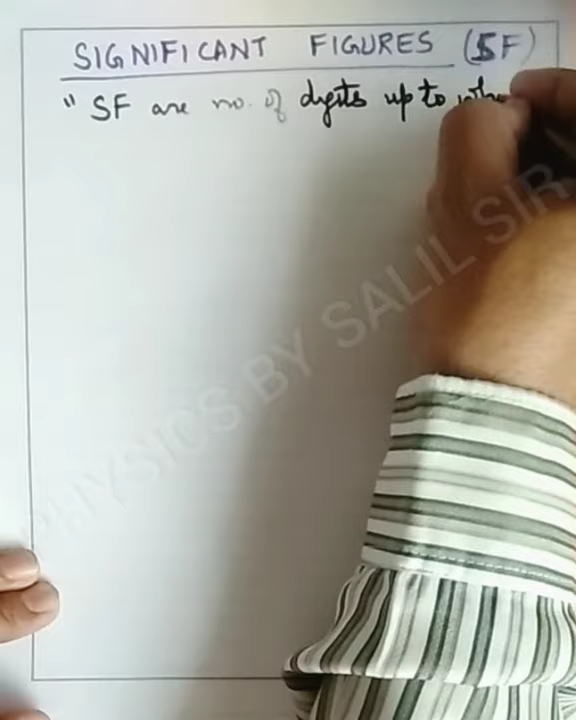 SIGNIFICANT FIGURES (SF)
" SF are no. of digits up to
PHYSICS BY SALIL SIR